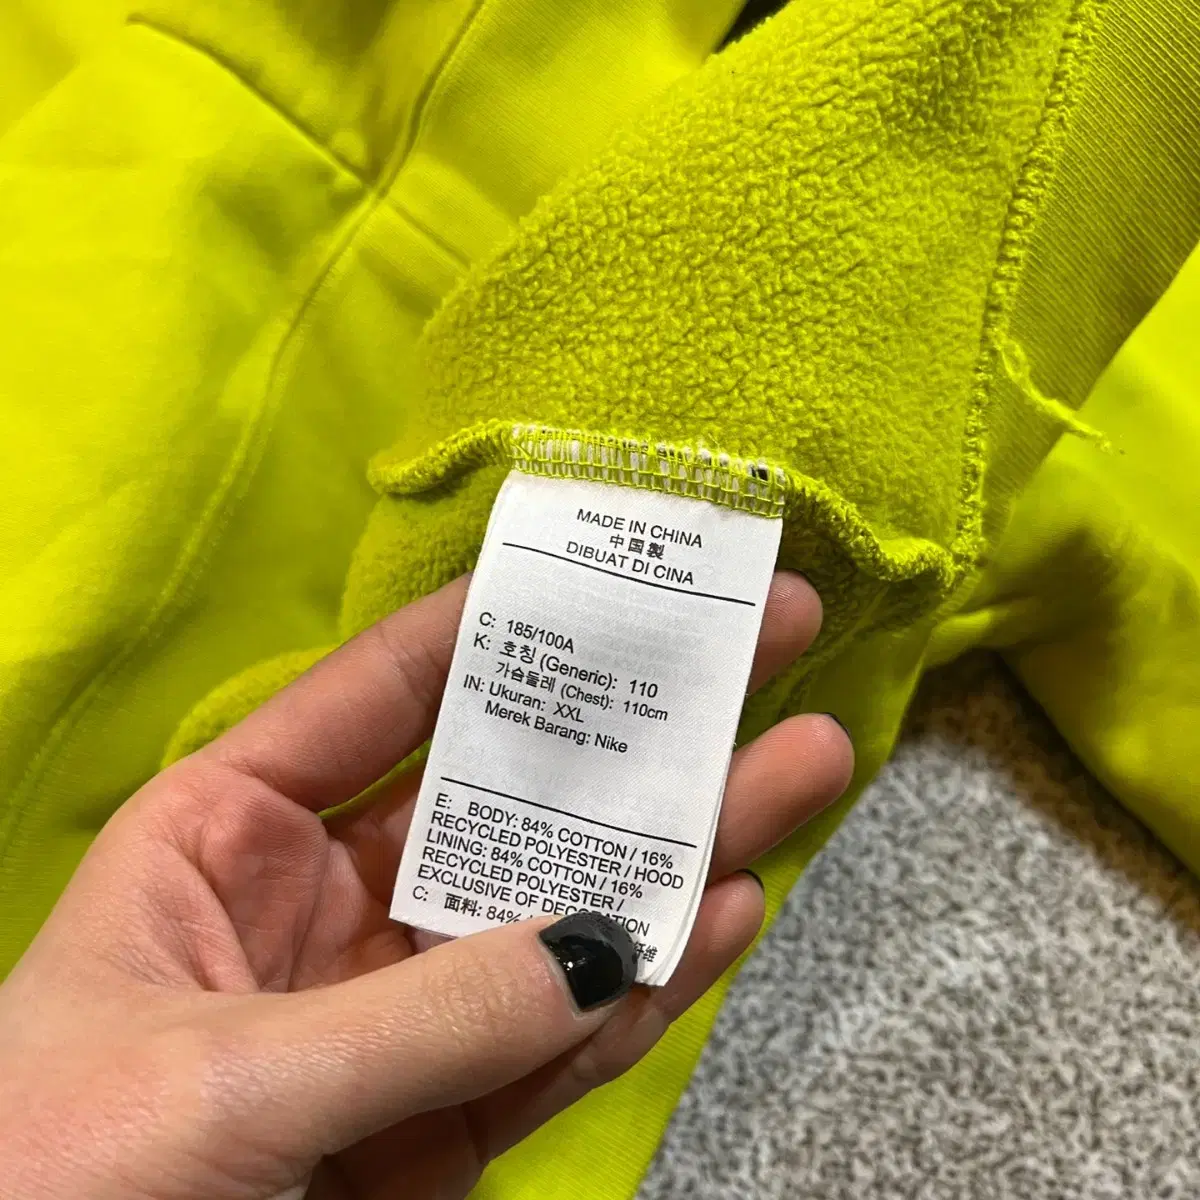 MADE IN CHINA
中国製
DIBUAT DI CINA
C: 185/100A
K: 호칭 (Generic): 110
가슴둘레 (Chest): 110cm
IN: Ukuran: XXL
Merek Barang: Nike
E: BODY: 84% COTTON / 16%
RECYCLED POLYESTER / HOOD
LINING: 84% COTTON / 16%
RECYCLED POLYESTER /
EXCLUSIVE OF DECORATION
C: 面料: 84%
纤维